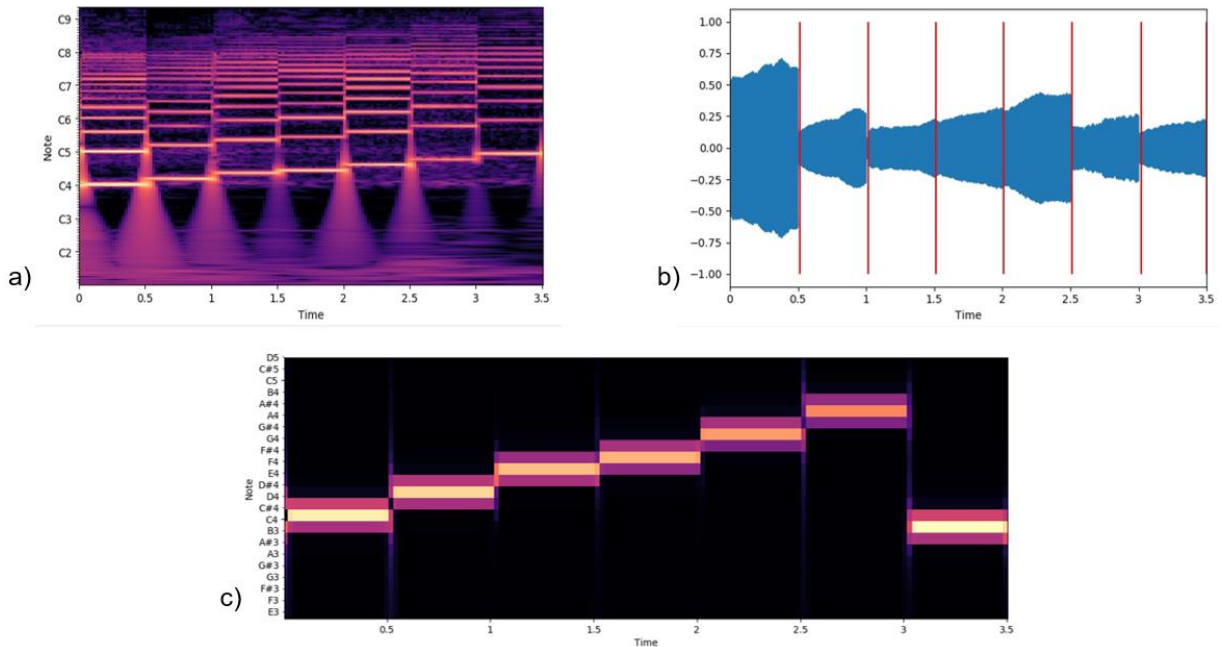 C9
C8
C7
C6
C5
C4
C3
C2
Note
0 0.5 1 1.5 2 2.5 3 3.5
Time
a)
1.00
0.75
0.50
0.25
0.00
−0.25
−0.50
−0.75
−1.00
0 0.5 1 1.5 2 2.5 3 3.5
Time
b)
D5
C#5
C5
B4
A#4
A4
G#4
G4
F#4
F4
E4
D#4
D4
C#4
C4
B3
A#3
A3
G#3
G3
F#3
F3
E3
Note
0.5 1 1.5 2 2.5 3 3.5
Time
c)